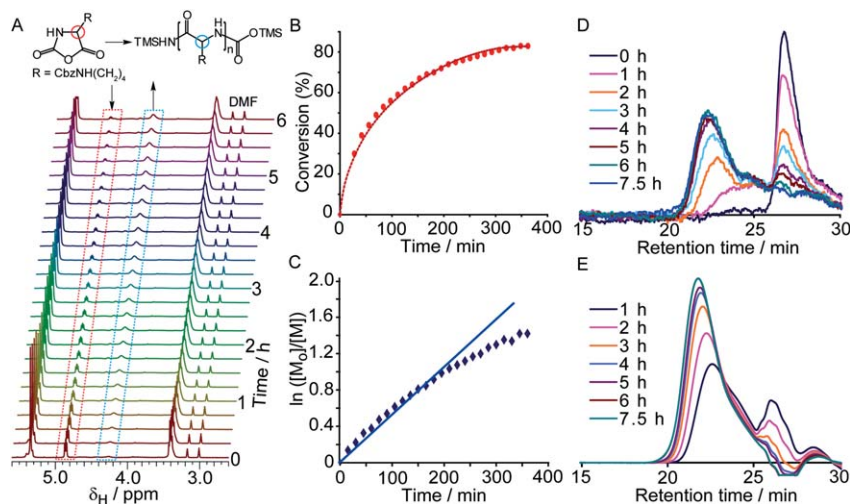 A
R
HN
O
O
O
TMSHN
O
H
N
R
n
OTMS
O
R = CbzNH(CH2)4
DMF
6
5
4
3
2
1
0
Time / h
5.0 4.0 3.0
δH / ppm
B
80
60
40
20
0
Conversion (%)
0 100 200 300 400
Time / min
C
2.0
1.6
1.2
0.8
0.4
0
ln ([M0]/[M])
0 100 200 300 400
Time / min
D
0 h
1 h
2 h
3 h
4 h
5 h
6 h
7.5 h
15 20 25 30
Retention time / min
E
1 h
2 h
3 h
4 h
5 h
6 h
7.5 h
15 20 25 30
Retention time / min